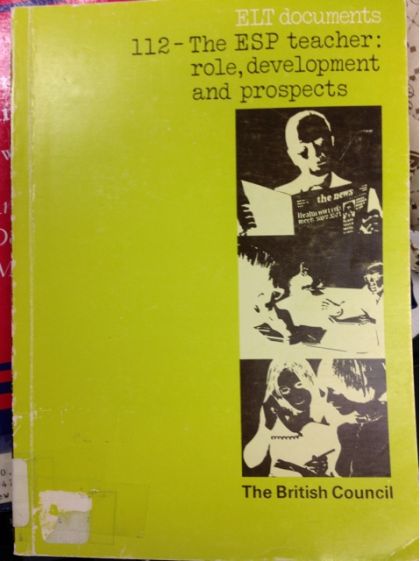 ELT documents
112 - The ESP teacher:
role, development
and prospects
the news
The British Council